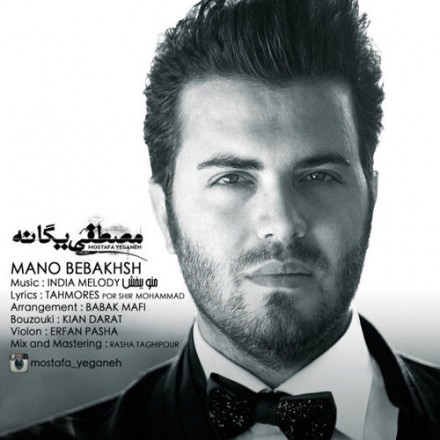 مصطفی یگانه
MOSTAFA YEGANEH
MANO BEBAKHSH
Music : INDIA MELODY منو ببخش
Lyrics : TAHMORES POR SHIR MOHAMMAD
Arrangement : BABAK MAFI
Bouzouki : KIAN DARAT
Violon : ERFAN PASHA
Mix and Mastering : RASHA TAGHIPOUR
mostafa_yeganeh